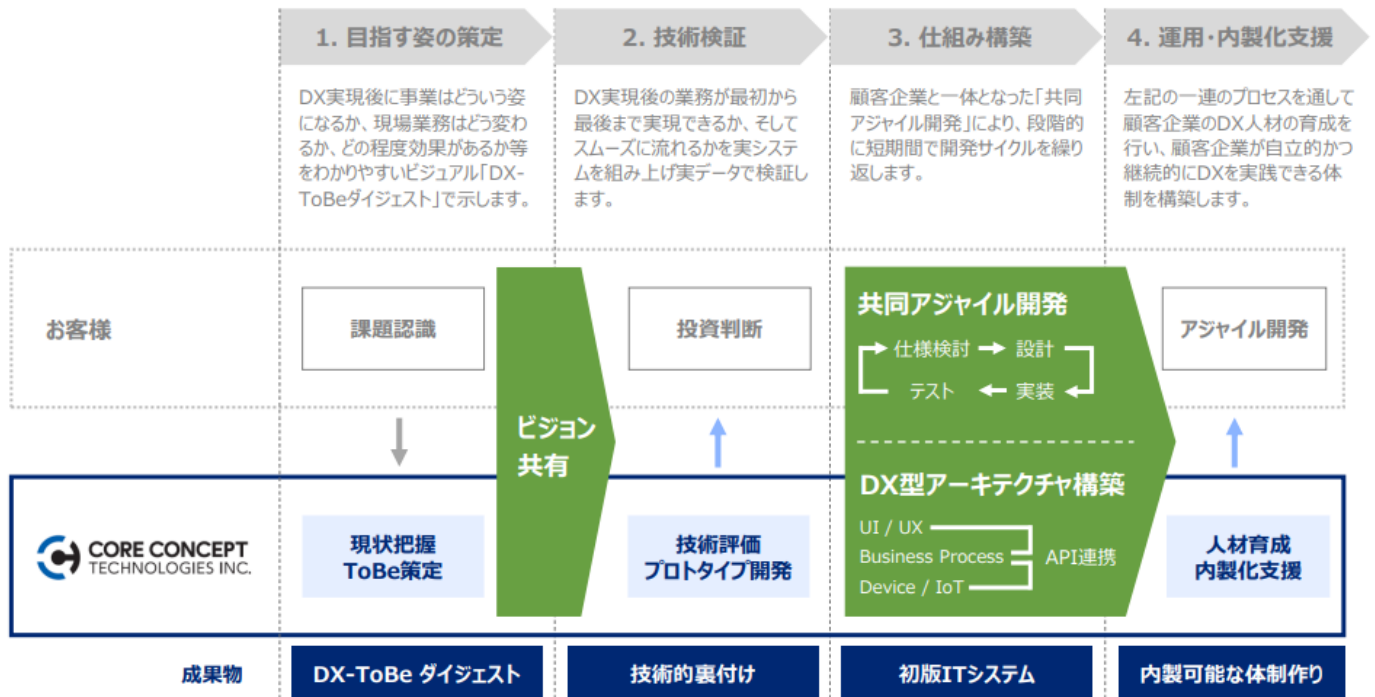 1. 目指す姿の策定
2. 技術検証
3. 仕組み構築
4. 運用・内製化支援
DX実現後に事業はどういう姿
になるか、現場業務はどう変わ
るか、どの程度効果があるか等
をわかりやすいビジュアル「DX-
ToBeダイジェスト」で示します。
DX実現後の業務が最初から
最後まで実現できるか、そして
スムーズに流れるかを実システ
ムを組み上げ実データで検証し
ます。
顧客企業と一体となった「共同
アジャイル開発」により、段階的
に短期間で開発サイクルを繰り
返します。
左記の一連のプロセスを通して
顧客企業のDX人材の育成を
行い、顧客企業が自立的かつ
継続的にDXを実践できる体
制を構築します。
お客様
課題認識
投資判断
共同アジャイル開発
仕様検討
設計
テスト
実装
アジャイル開発
ビジョン
共有
CORE CONCEPT
TECHNOLOGIES INC.
現状把握
ToBe策定
技術評価
プロトタイプ開発
DX型アーキテクチャ構築
UI / UX
Business Process
API連携
Device / IoT
人材育成
内製化支援
成果物
DX-ToBe ダイジェスト
技術的裏付け
初版ITシステム
内製可能な体制作り